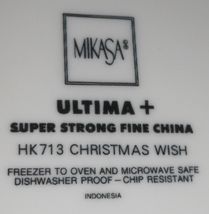 MIKASA®
ULTIMA +
SUPER STRONG FINE CHINA
HK713 CHRISTMAS WISH
FREEZER TO OVEN AND MICROWAVE SAFE
DISHWASHER PROOF – CHIP RESISTANT
INDONESIA